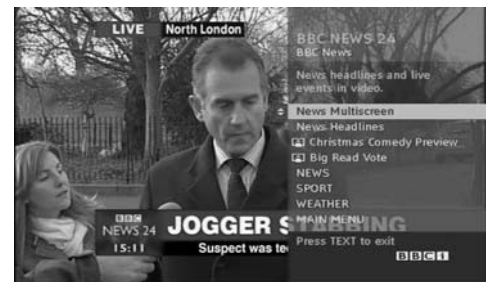 LIVE North London
BBC NEWS 24
BBC News
News headlines and live
events in video.
News Multiscreen
News Headlines
Christmas Comedy Preview...
Big Read Vote
NEWS
SPORT
WEATHER
MAIN MENU
Press TEXT to exit
BBCi
BBC
NEWS 24
15:11
JOGGER STABBING
Suspect was